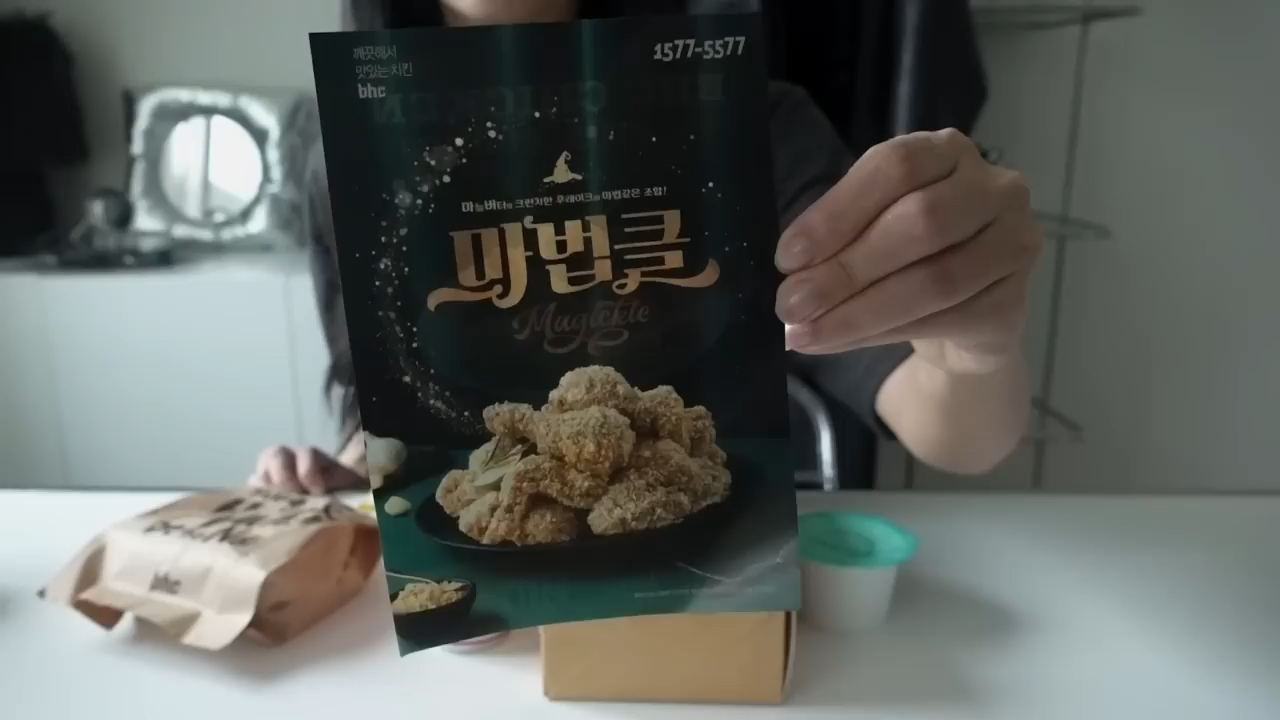 깨끗해서
맛있는 치킨
bhc
1577-5577
마늘버터와 크런치한 후레이크의 마법같은 조합!
마법클
Magickle
bhc